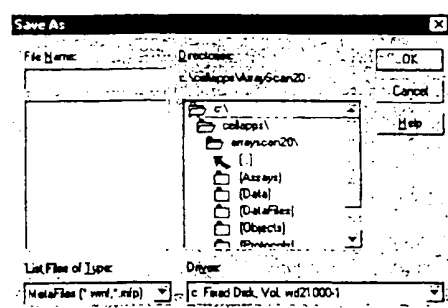 Save As
File Name:
Directories:
OK
c:\cellapps\ArrayScan20
Cancel
Help
c:\
cellapps\
arrayscan20\
[..]
[Assays]
[Data]
[DataFiles]
[Objects]
[Protocols]
List Files of Type:
Drives:
MetaFiles (*.wmf,*.mfp)
c: Fixed Disk, Vol. wd21000-1